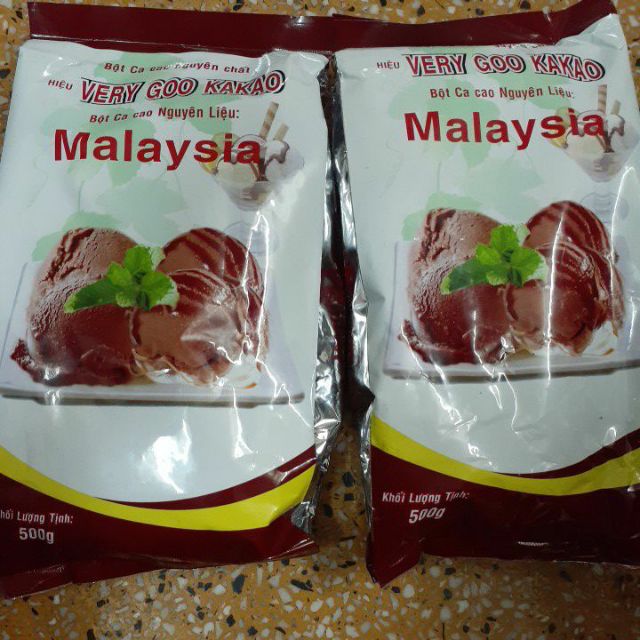 Bột Ca cao Nguyên chất
HIỆU VERY GOO KAKAO
Bột Ca cao Nguyên Liệu:
Malaysia
Khối Lượng Tịnh:
500g
HIỆU VERY GOO KAKAO
Bột Ca cao Nguyên Liệu:
Malaysia
Khối Lượng Tịnh:
500g